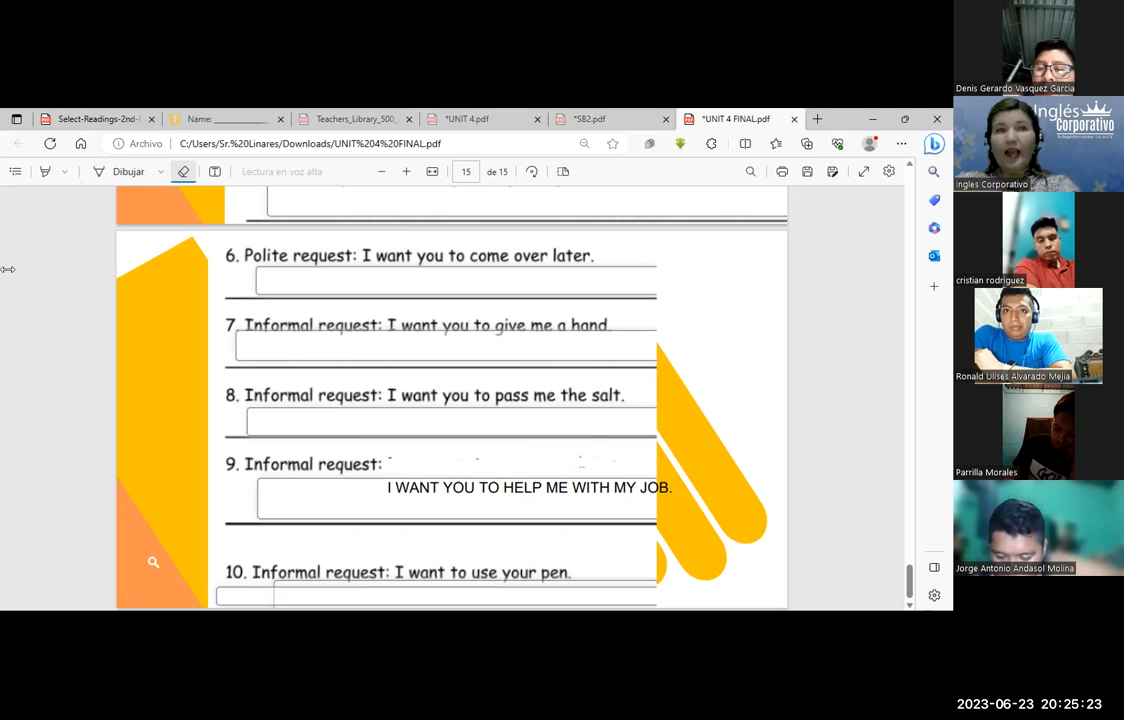 Select-Readings-2nd-
Name: ____________
Teachers_Library_500_
*UNIT 4.pdf
*SB2.pdf
*UNIT 4 FINAL.pdf
Archivo
C:/Users/Sr.%20Linares/Downloads/UNIT%204%20FINAL.pdf
Dibujar
Lectura en voz alta
15
de 15
6. Polite request: I want you to come over later.
7. Informal request: I want you to give me a hand.
8. Informal request: I want you to pass me the salt.
9. Informal request:
I WANT YOU TO HELP ME WITH MY JOB.
10. Informal request: I want to use your pen.
Denis Gerardo Vasquez Garcia
Inglés
Corporativo
Ingles Corporativo
cristian rodriguez
Ronald Ulises Alvarado Mejia
Parrilla Morales
Jorge Antonio Andasol Molina
2023-06-23 20:25:23